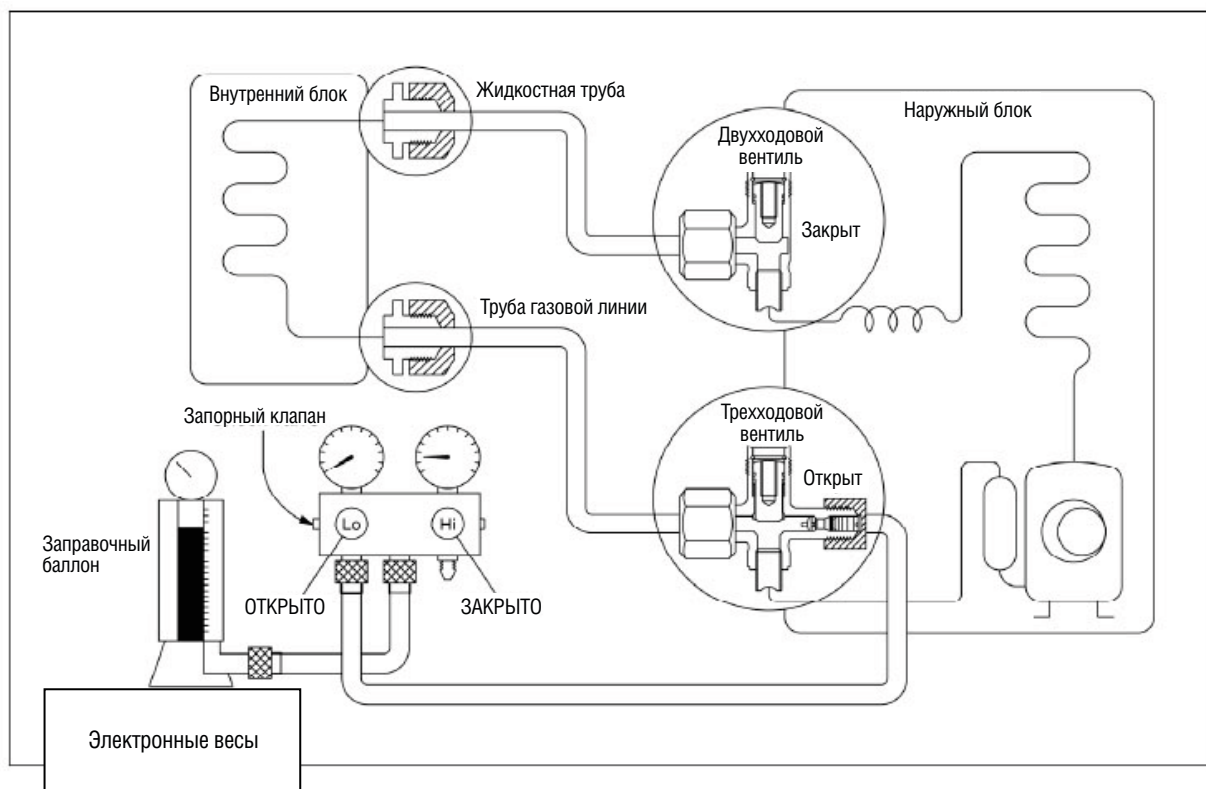 Внутренний блок
Жидкостная труба
Наружный блок
Двухходовой
вентиль
Закрыт
Труба газовой линии
Запорный клапан
Трехходовой
вентиль
Открыт
Lo
Hi
Заправочный
баллон
ОТКРЫТО
ЗАКРЫТО
Электронные весы